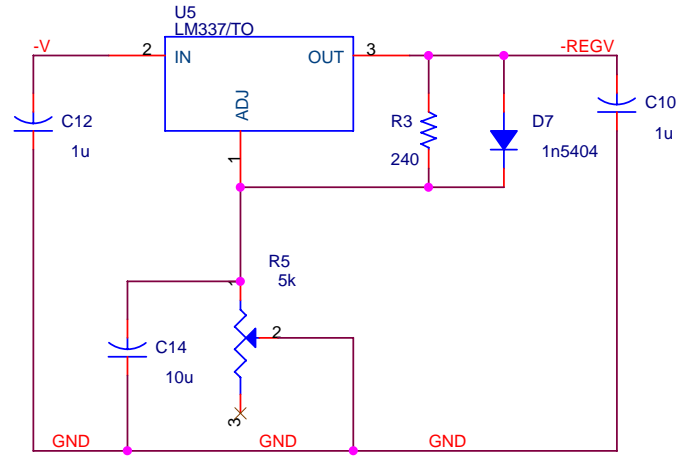 U5
LM337/TO
-V
2
IN
OUT
3
-REGV
ADJ
1
C12
1u
R3
240
D7
1n5404
C10
1u
R5
5k
1
2
3
C14
10u
GND
GND
GND